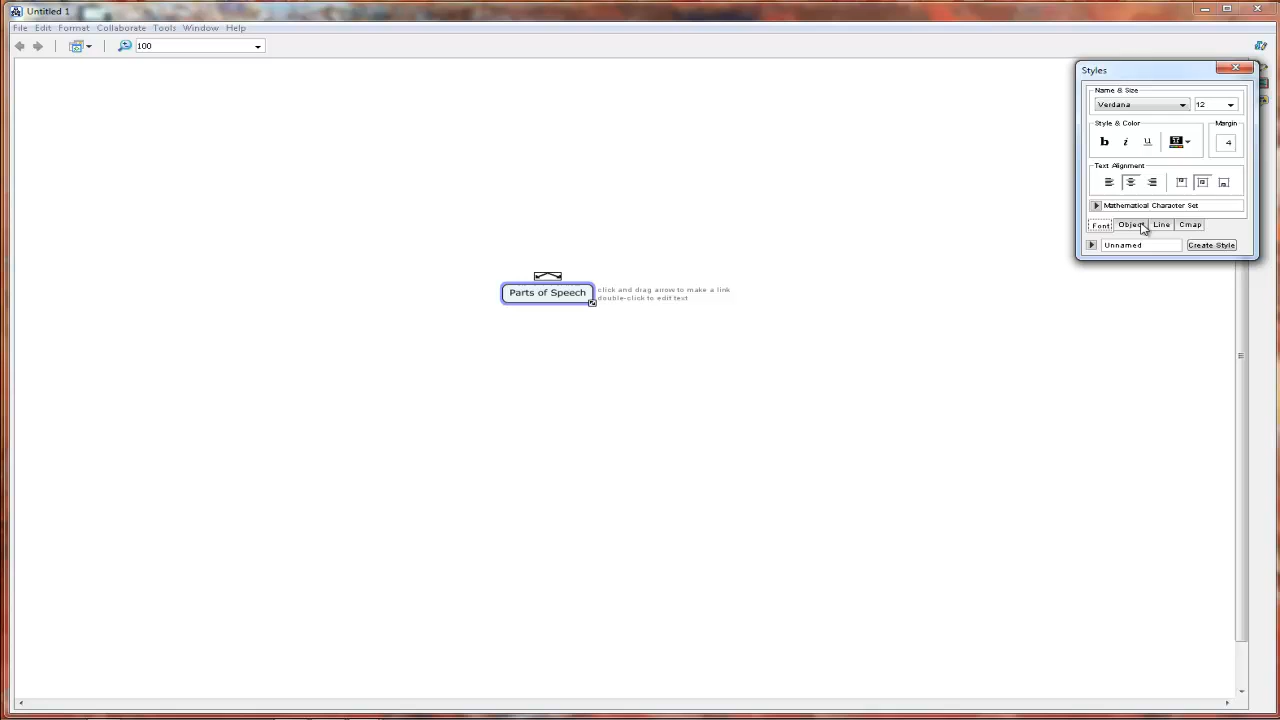 Untitled 1
File Edit Format Collaborate Tools Window Help
100
Styles
Name & Size
Verdana 12
Style & Color Margin
b i u 4
Text Alignment
Mathematical Character Set
Font Object Line Cmap
Unnamed Create Style
Parts of Speech
click and drag arrow to make a link
double-click to edit text